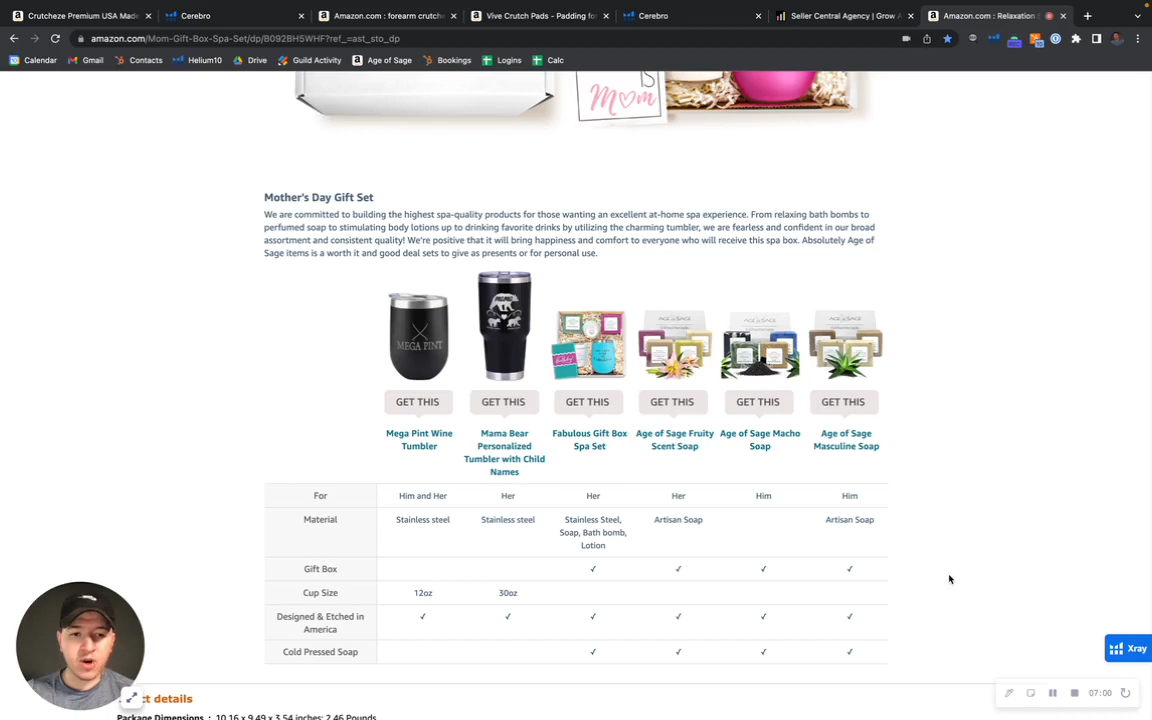 Crutcheze Premium USA Made
Cerebro
Amazon.com : forearm crutche
Vive Crutch Pads - Padding for
Cerebro
Seller Central Agency | Grow A
Amazon.com : Relaxation
amazon.com/Mom-Gift-Box-Spa-Set/dp/B092BH5WHF?ref_=ast_sto_dp
Calendar
Gmail
Contacts
Helium10
Drive
Guild Activity
Age of Sage
Bookings
Logins
Calc
IS
Mom
Mother's Day Gift Set
We are committed to building the highest spa-quality products for those wanting an excellent at-home spa experience. From relaxing bath bombs to
perfumed soap to stimulating body lotions up to drinking favorite drinks by utilizing the charming tumbler, we are fearless and confident in our broad
assortment and consistent quality! We're positive that it will bring happiness and comfort to everyone who will receive this spa box. Absolutely Age of
Sage items is a worth it and good deal sets to give as presents or for personal use.
MEGA PINT
AGE OF SAGE
AGE OF SAGE
AGE OF SAGE
GET THIS
GET THIS
GET THIS
GET THIS
GET THIS
GET THIS
Mega Pint Wine
Tumbler
Mama Bear
Personalized
Tumbler with Child
Names
Fabulous Gift Box
Spa Set
Age of Sage Fruity
Scent Soap
Age of Sage Macho
Soap
Age of Sage
Masculine Soap
For
Him and Her
Her
Her
Her
Him
Him
Material
Stainless steel
Stainless steel
Stainless Steel,
Soap, Bath bomb,
Lotion
Artisan Soap
Artisan Soap
Gift Box
✓
✓
✓
✓
Cup Size
12oz
30oz
Designed & Etched in
America
✓
✓
✓
✓
✓
✓
Cold Pressed Soap
✓
✓
✓
✓
Xray
07:00
ct details
Package Dimensions : 10.16 x 9.49 x 3.54 inches; 2.46 Pounds